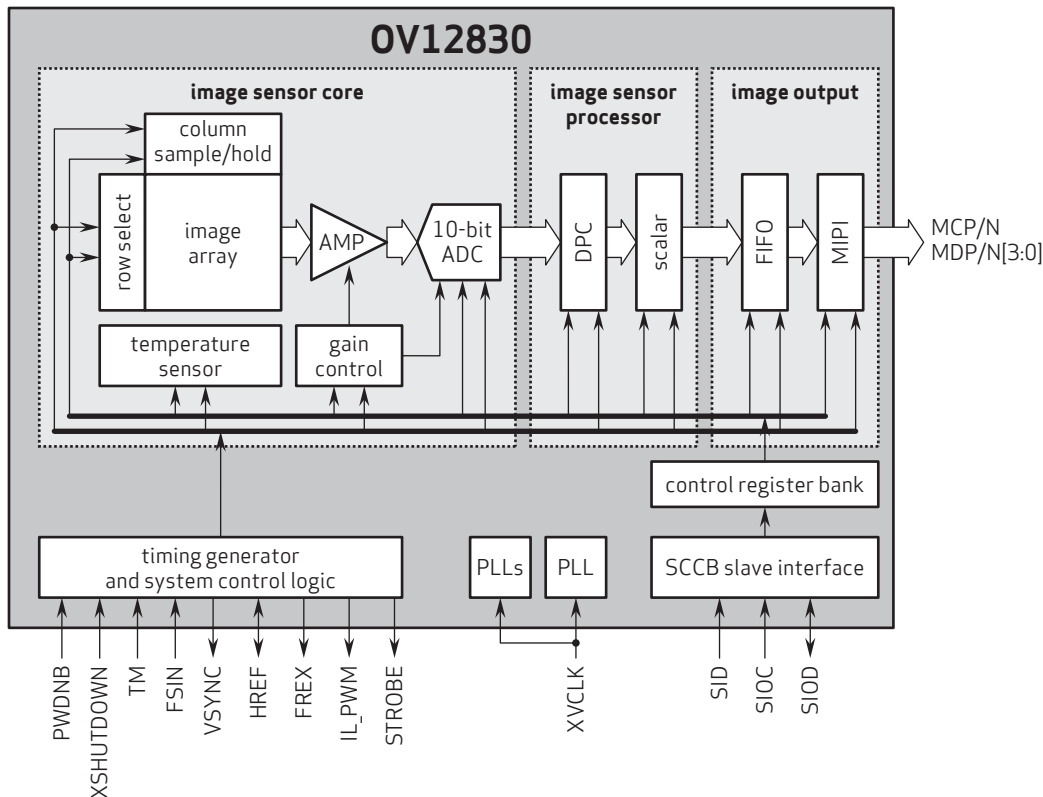 OV12830
image sensor core
image sensor
processor
image output
column
sample/hold
row select
image
array
AMP
10-bit
ADC
DPC
scalar
FIFO
MIPI
MCP/N
MDP/N[3:0]
temperature
sensor
gain
control
control register bank
timing generator
and system control logic
PLLs
PLL
SCCB slave interface
PWDNB
XSHUTDOWN
TM
FSIN
VSYNC
HREF
FREX
IL_PWM
STROBE
XVCLK
SID
SIOC
SIOD